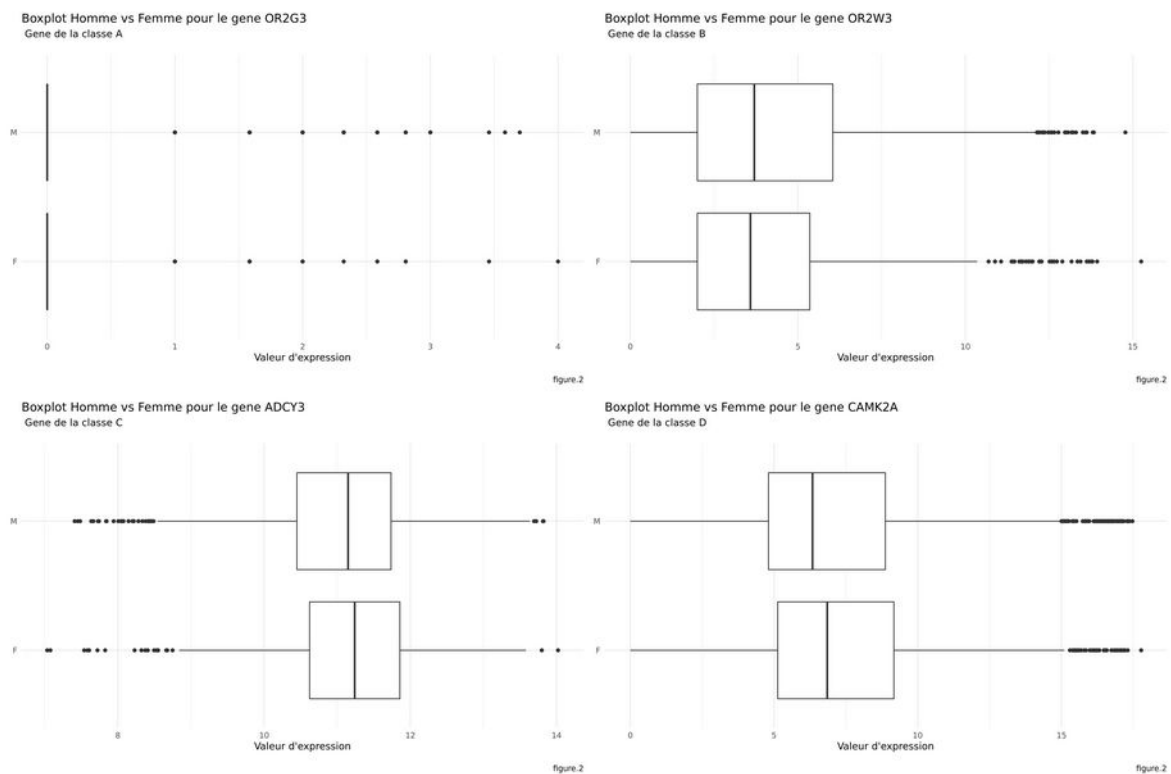 Boxplot Homme vs Femme pour le gene OR2G3
Gene de la classe A
M
F
0 1 2 3 4
Valeur d'expression
figure.2
Boxplot Homme vs Femme pour le gene OR2W3
Gene de la classe B
M
F
0 5 10 15
Valeur d'expression
figure.2
Boxplot Homme vs Femme pour le gene ADCY3
Gene de la classe C
M
F
8 10 12 14
Valeur d'expression
figure.2
Boxplot Homme vs Femme pour le gene CAMK2A
Gene de la classe D
M
F
0 5 10 15
Valeur d'expression
figure.2